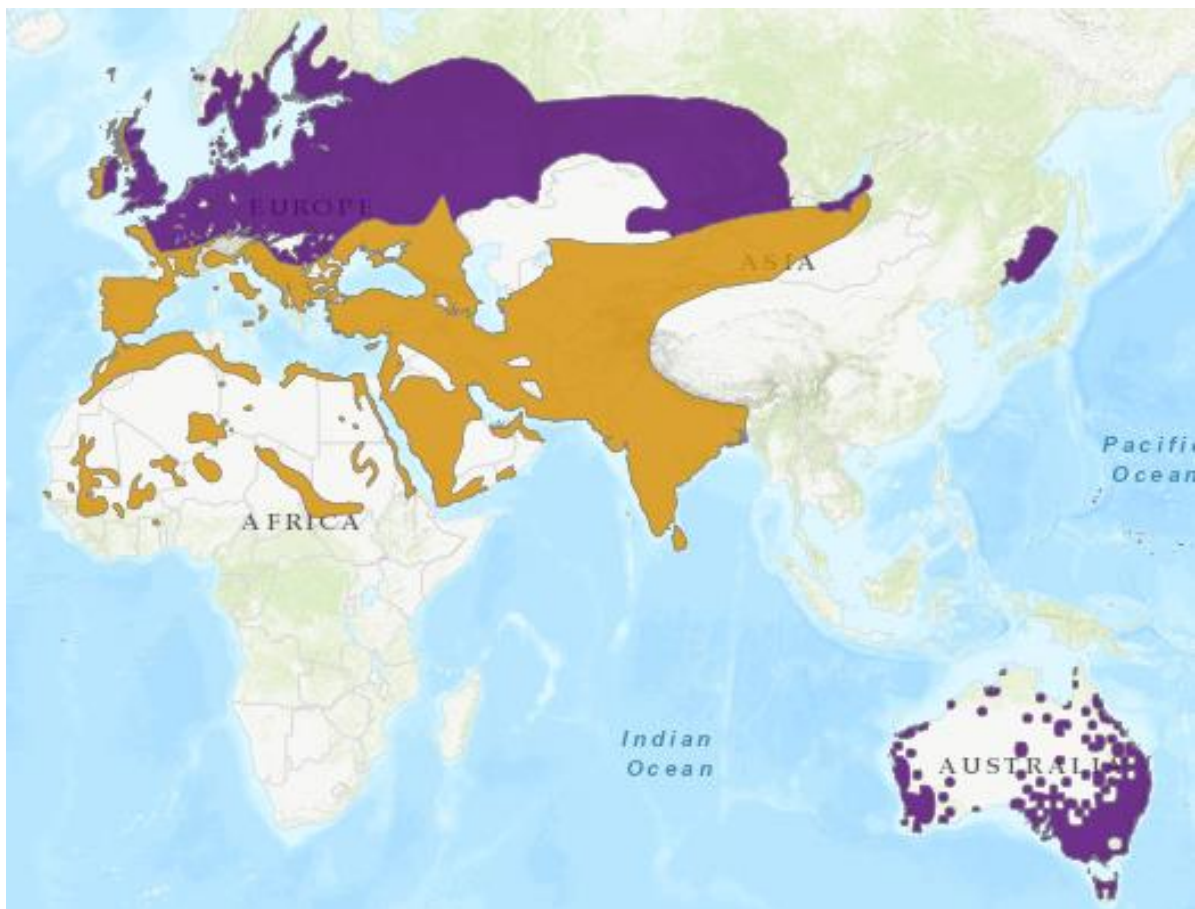 EUROPE
ASIA
Pacific
Ocean
AFRICA
Indian
Ocean
AUSTRALIA